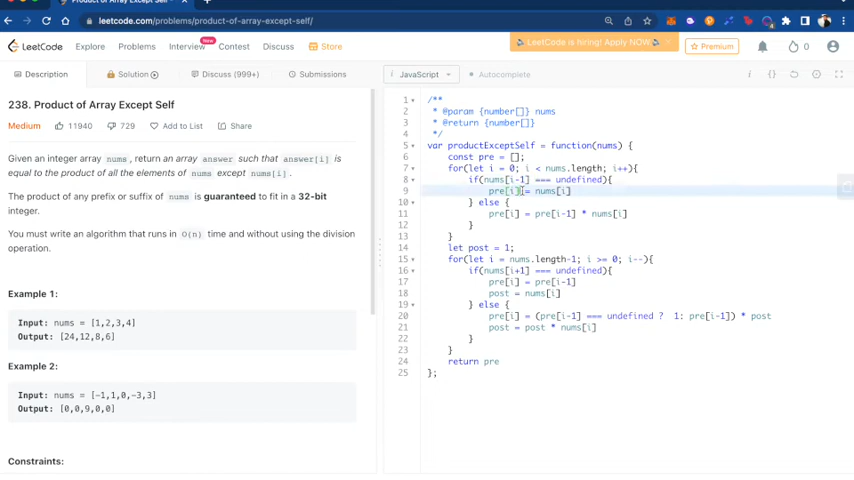 Product of Array Except Self
leetcode.com/problems/product-of-array-except-self/
LeetCode Explore Problems Interview New Contest Discuss Store
LeetCode is hiring! Apply NOW.
Premium 0
Description Solution Discuss (999+) Submissions
i JavaScript Autocomplete
238. Product of Array Except Self
Medium 11940 729 Add to List Share
Given an integer array nums, return an array answer such that answer[i] is
equal to the product of all the elements of nums except nums[i].
The product of any prefix or suffix of nums is guaranteed to fit in a 32-bit
integer.
You must write an algorithm that runs in O(n) time and without using the division
operation.
Example 1:
Input: nums = [1,2,3,4]
Output: [24,12,8,6]
Example 2:
Input: nums = [-1,1,0,-3,3]
Output: [0,0,9,0,0]
Constraints:
1 /**
2 * @param {number[]} nums
3 * @return {number[]}
4 */
5 var productExceptSelf = function(nums) {
6 const pre = [];
7 for(let i = 0; i < nums.length; i++){
8 if(nums[i-1] === undefined){
9 pre[i] = nums[i]
10 } else {
11 pre[i] = pre[i-1] * nums[i]
12 }
13 }
14 let post = 1;
15 for(let i = nums.length-1; i >= 0; i--){
16 if(nums[i+1] === undefined){
17 pre[i] = pre[i-1]
18 post = nums[i]
19 } else {
20 pre[i] = (pre[i-1] === undefined ? 1: pre[i-1]) * post
21 post = post * nums[i]
22 }
23 }
24 return pre
25 };